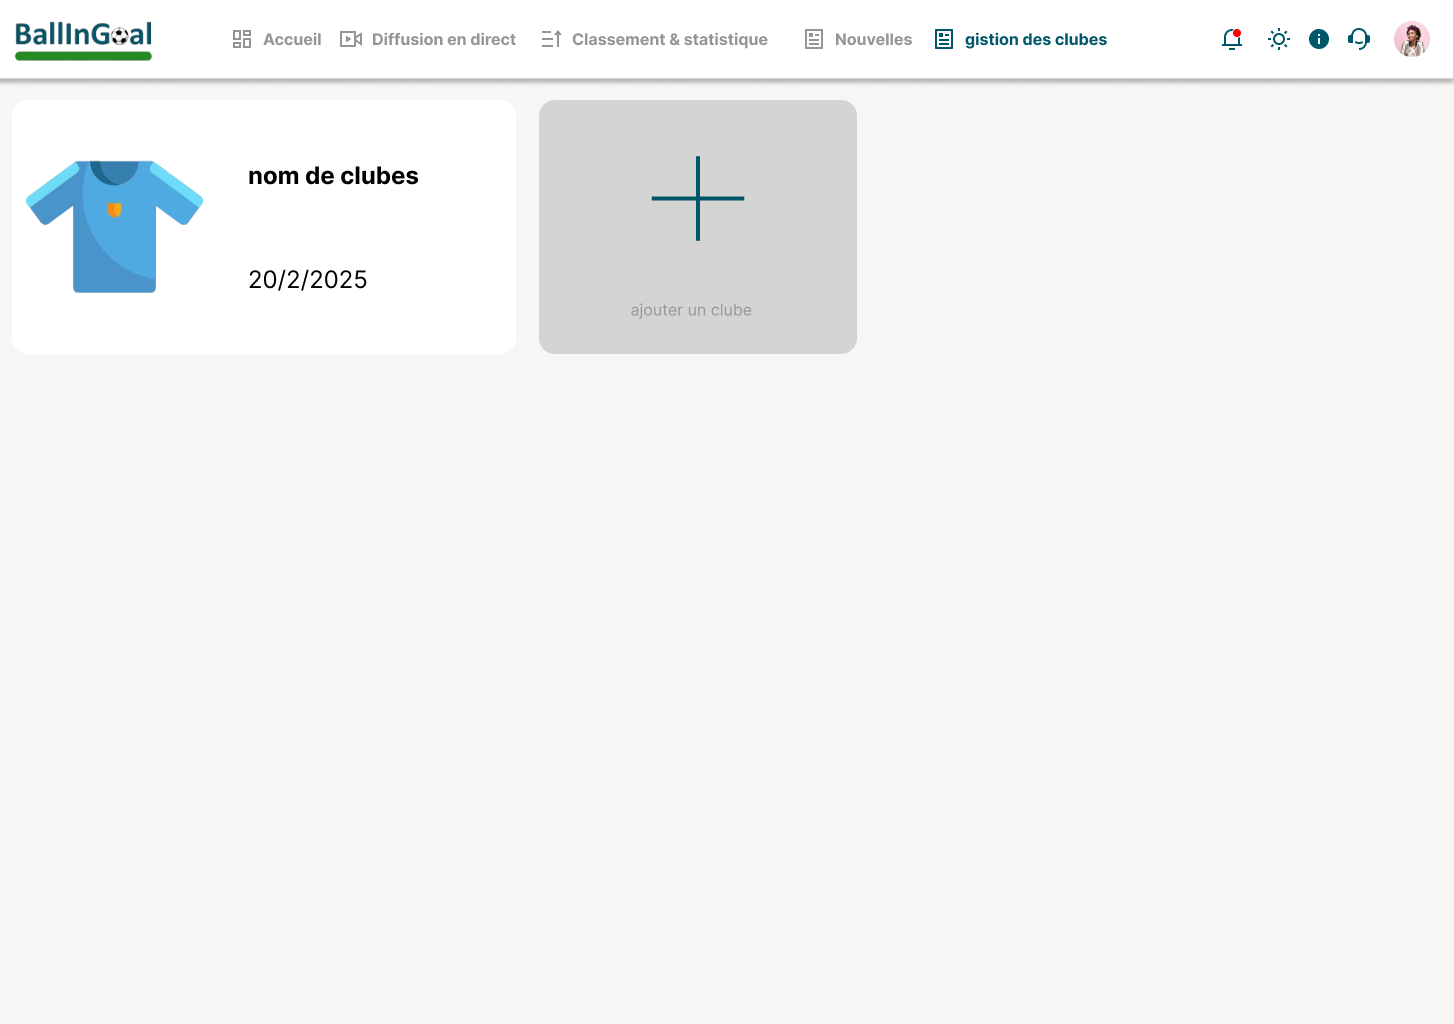 BallInGoal
Accueil
Diffusion en direct
Classement & statistique
Nouvelles
gistion des clubes
nom de clubes
20/2/2025
ajouter un clube